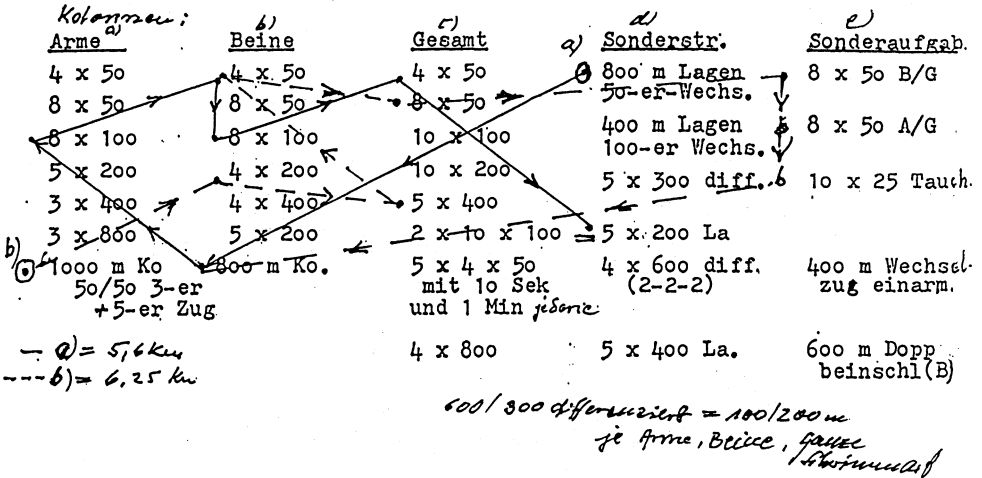 Kolonnen:
a) b) c) d) e)
Arme Beine Gesamt Sonderstr. Sonderaufgab.
a)
4 x 50 4 x 50 4 x 50 800 m Lagen 8 x 50 B/G
8 x 50 8 x 50 8 x 50 50-er-Wechs.
8 x 100 8 x 100 10 x 100 400 m Lagen 8 x 50 A/G
100-er Wechs.
5 x 200 4 x 200 10 x 200 5 x 300 diff. 10 x 25 Tauch.
3 x 400 4 x 400 5 x 400
3 x 800 5 x 200 2 x 10 x 100 5 x 200 La
b)
1000 m Ko 800 m Ko. 5 x 4 x 50 4 x 600 diff. 400 m Wechsel-
50/50 3-er mit 10 Sek (2-2-2) zug einarm.
+5-er Zug und 1 Min je Serie
— a) = 5,6 Km 4 x 800 5 x 400 La. 600 m Dopp
---b) = 6,25 Km beinschl(B)
600/300 differenziert = 100/200m
je Arme, Beine, ganze
Schwimmart